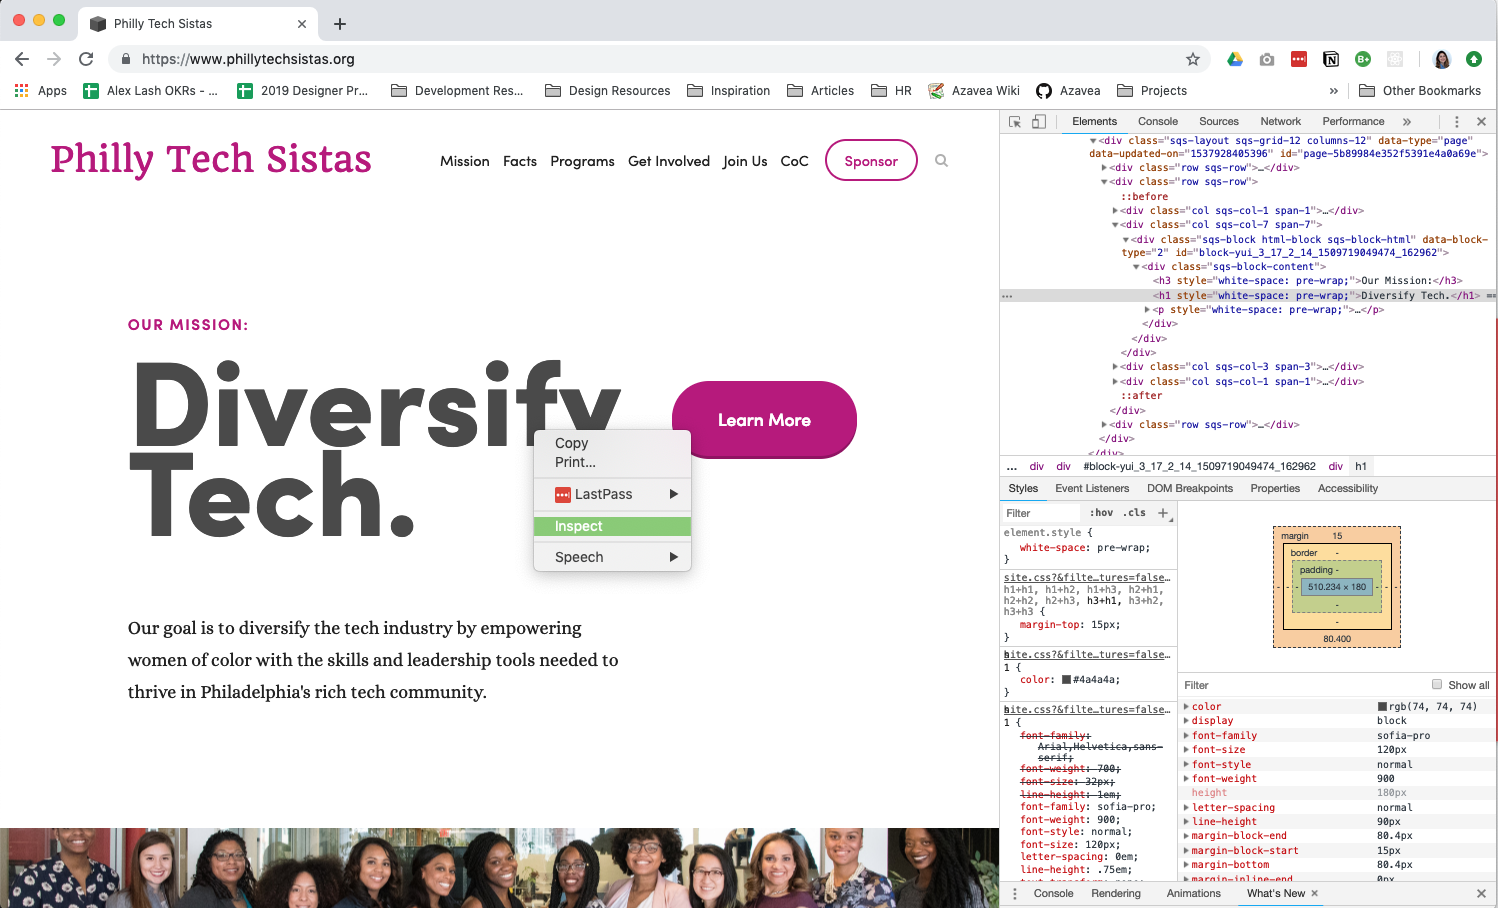 Philly Tech Sistas
https://www.phillytechsistas.org
Apps
Alex Lash OKRs - ...
2019 Designer Pr...
Development Res...
Design Resources
Inspiration
Articles
HR
Azavea Wiki
Azavea
Projects
»
Other Bookmarks
Philly Tech Sistas
Mission
Facts
Programs
Get Involved
Join Us
CoC
Sponsor
OUR MISSION:
Diversify
Tech.
Learn More
Copy
Print...
LastPass
Inspect
Speech
Our goal is to diversify the tech industry by empowering
women of color with the skills and leadership tools needed to
thrive in Philadelphia's rich tech community.
Elements
Console
Sources
Network
Performance
»
<div class="sqs-layout sqs-grid-12 columns-12" data-type="page"
data-updated-on="1537928405396" id="page-5b89984e352f5391e4a0a69e">
<div class="row sqs-row">…</div>
<div class="row sqs-row">
::before
<div class="col sqs-col-1 span-1">…</div>
<div class="col sqs-col-7 span-7">
<div class="sqs-block html-block sqs-block-html" data-block-
type="2" id="block-yui_3_17_2_14_1509719049474_162962">
<div class="sqs-block-content">
<h3 style="white-space: pre-wrap;">Our Mission:</h3>
<h1 style="white-space: pre-wrap;">Diversify Tech.</h1> ==
<p style="white-space: pre-wrap;">…</p>
</div>
</div>
</div>
<div class="col sqs-col-3 span-3">…</div>
<div class="col sqs-col-1 span-1">…</div>
::after
</div>
<div class="row sqs-row">…</div>
</div>
</div>
... div div #block-yui_3_17_2_14_1509719049474_162962 div h1
Styles
Event Listeners
DOM Breakpoints
Properties
Accessibility
Filter
:hov .cls +
element.style {
white-space: pre-wrap;
}
site.css?&filte…tures=false…
h1+h1, h1+h2, h1+h3, h2+h1,
h2+h2, h2+h3, h3+h1, h3+h2,
h3+h3 {
margin-top: 15px;
}
site.css?&filte…tures=false…
1 {
color: #4a4a4a;
}
site.css?&filte…tures=false…
1 {
font-family:
Arial,Helvetica,sans-
serif;
font-weight: 700;
font-size: 32px;
line-height: 1em;
font-family: sofia-pro;
font-weight: 900;
font-style: normal;
font-size: 120px;
letter-spacing: 0em;
line-height: .75em;
margin 15
border -
padding -
510.234 × 180
-
-
80.400
Filter
Show all
color rgb(74, 74, 74)
display block
font-family sofia-pro
font-size 120px
font-style normal
font-weight 900
height 180px
letter-spacing normal
line-height 90px
margin-block-end 80.4px
margin-block-start 15px
margin-bottom 80.4px
margin-inline-end 0px
Console
Rendering
Animations
What's New